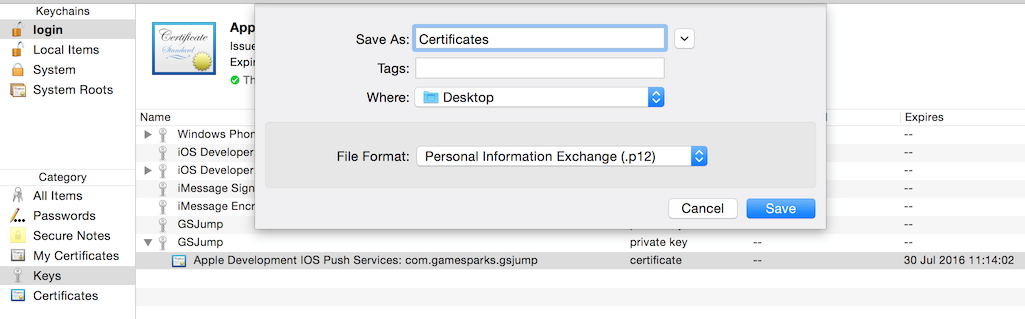 Keychains
login
Local Items
System
System Roots
Category
All Items
Passwords
Secure Notes
My Certificates
Keys
Certificates
Certificate
Standard
App
Issue
Expir
Th
Save As: Certificates
Tags:
Where: Desktop
File Format: Personal Information Exchange (.p12)
Cancel Save
Name Expires
Windows Phon --
iOS Developer --
iOS Developer --
iMessage Sign --
iMessage Encr --
GSJump --
GSJump private key -- --
Apple Development IOS Push Services: com.gamesparks.gsjump certificate -- 30 Jul 2016 11:14:02